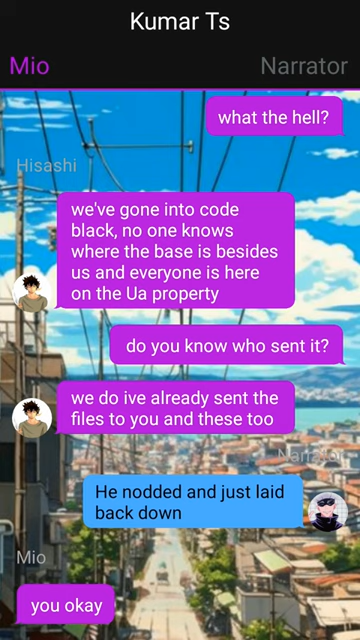 Kumar Ts
Mio
Narrator
what the hell?
Hisashi
we've gone into code
black, no one knows
where the base is besides
us and everyone is here
on the Ua property
do you know who sent it?
we do ive already sent the
files to you and these too
Narrator
He nodded and just laid
back down
Mio
you okay